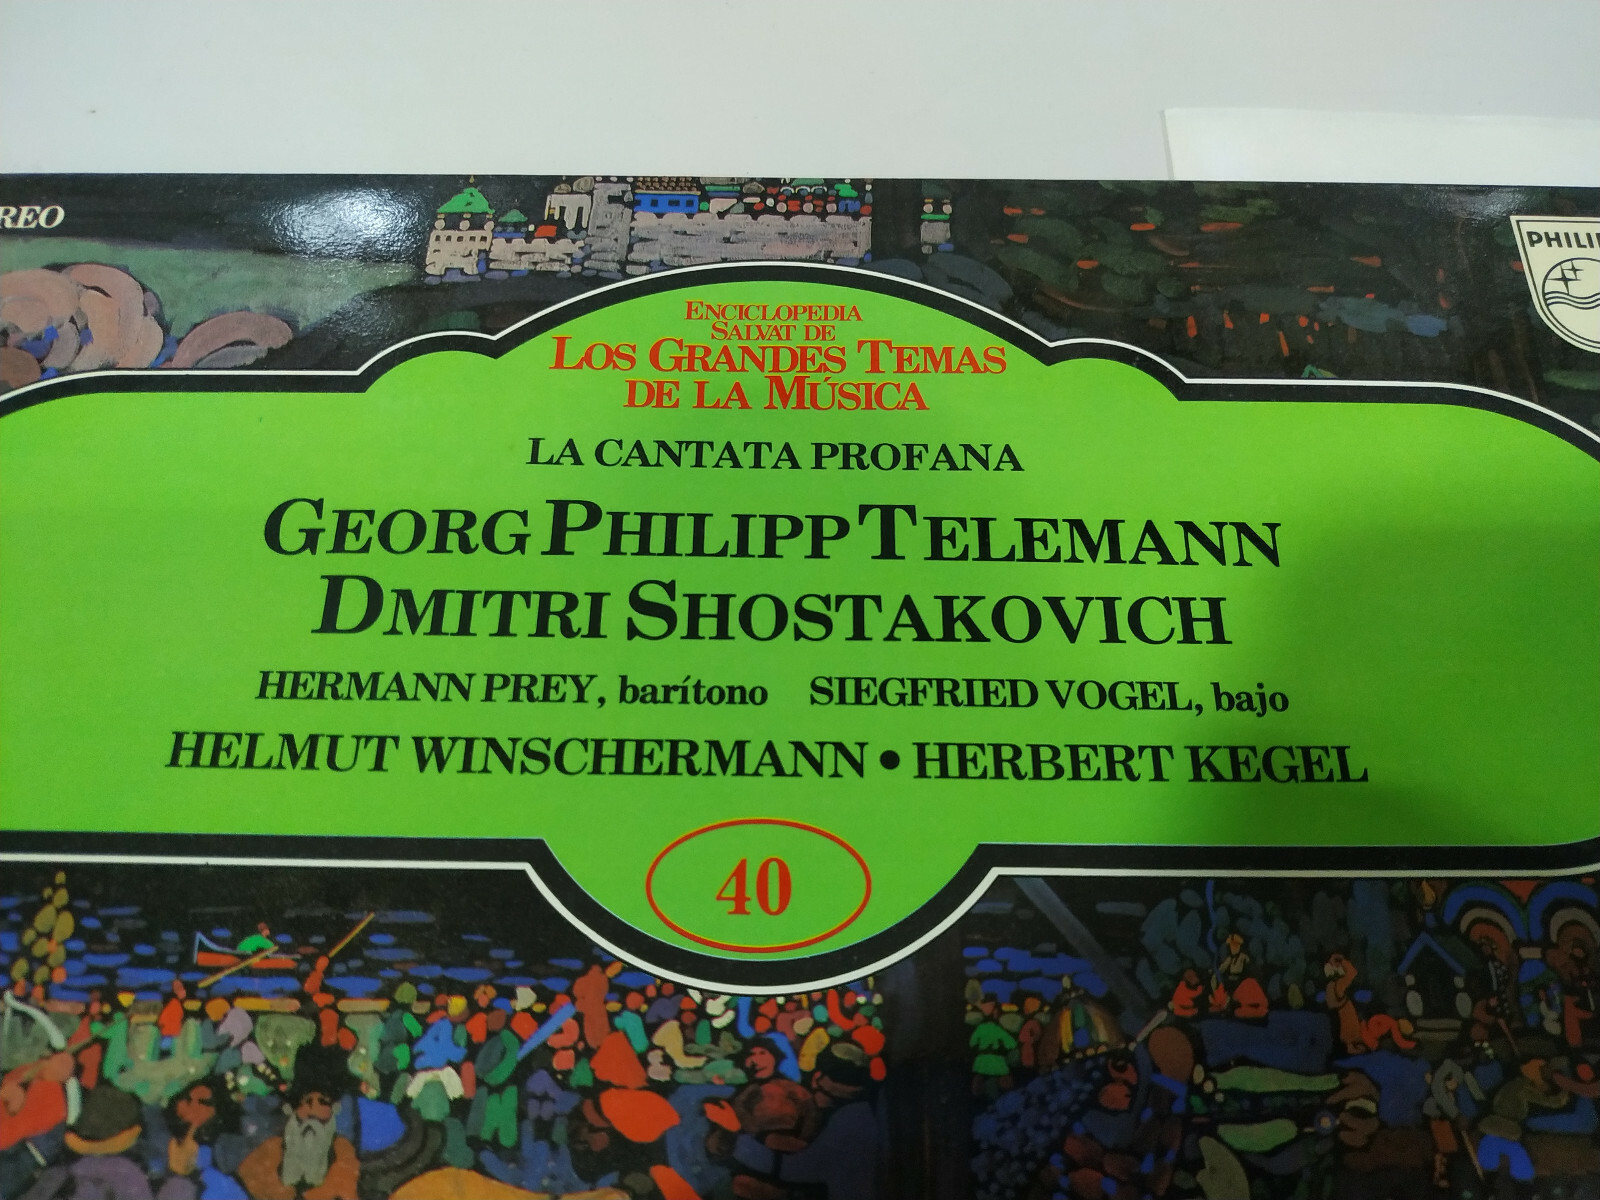 REO
PHILI
ENCICLOPEDIA
SALVAT DE
LOS GRANDES TEMAS
DE LA MÚSICA
LA CANTATA PROFANA
GEORG PHILIPP TELEMANN
DMITRI SHOSTAKOVICH
HERMANN PREY, barítono SIEGFRIED VOGEL, bajo
HELMUT WINSCHERMANN • HERBERT KEGEL
40